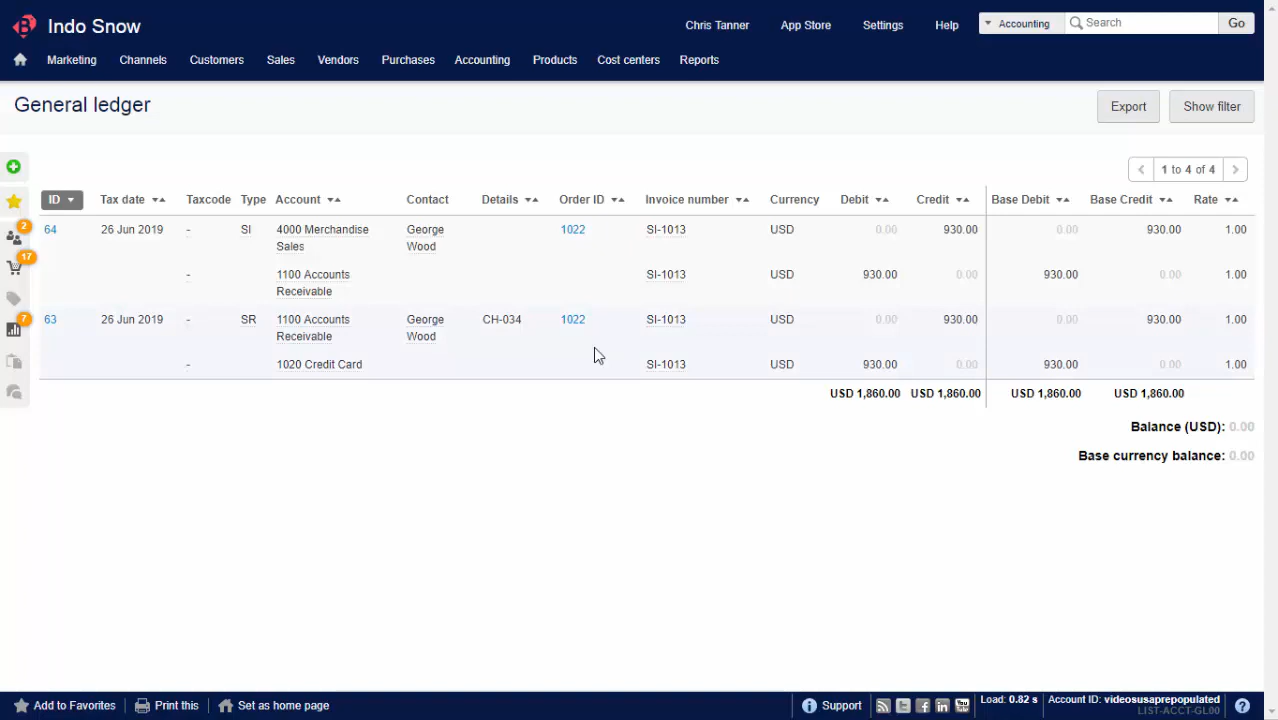 Indo Snow
Chris Tanner App Store Settings Help Accounting Search Go
Marketing Channels Customers Sales Vendors Purchases Accounting Products Cost centers Reports
General ledger
Export Show filter
1 to 4 of 4
ID Tax date Taxcode Type Account Contact Details Order ID Invoice number Currency Debit Credit Base Debit Base Credit Rate
64 26 Jun 2019 - SI 4000 Merchandise George 1022 SI-1013 USD 0.00 930.00 0.00 930.00 1.00
Sales Wood
- 1100 Accounts SI-1013 USD 930.00 0.00 930.00 0.00 1.00
Receivable
63 26 Jun 2019 - SR 1100 Accounts George CH-034 1022 SI-1013 USD 0.00 930.00 0.00 930.00 1.00
Receivable Wood
- 1020 Credit Card SI-1013 USD 930.00 0.00 930.00 0.00 1.00
USD 1,860.00 USD 1,860.00 USD 1,860.00 USD 1,860.00
Balance (USD): 0.00
Base currency balance: 0.00
2
17
7
Add to Favorites Print this Set as home page Support Load: 0.82 s Account ID: videosusaprepopulated
LIST-ACCT-GL00